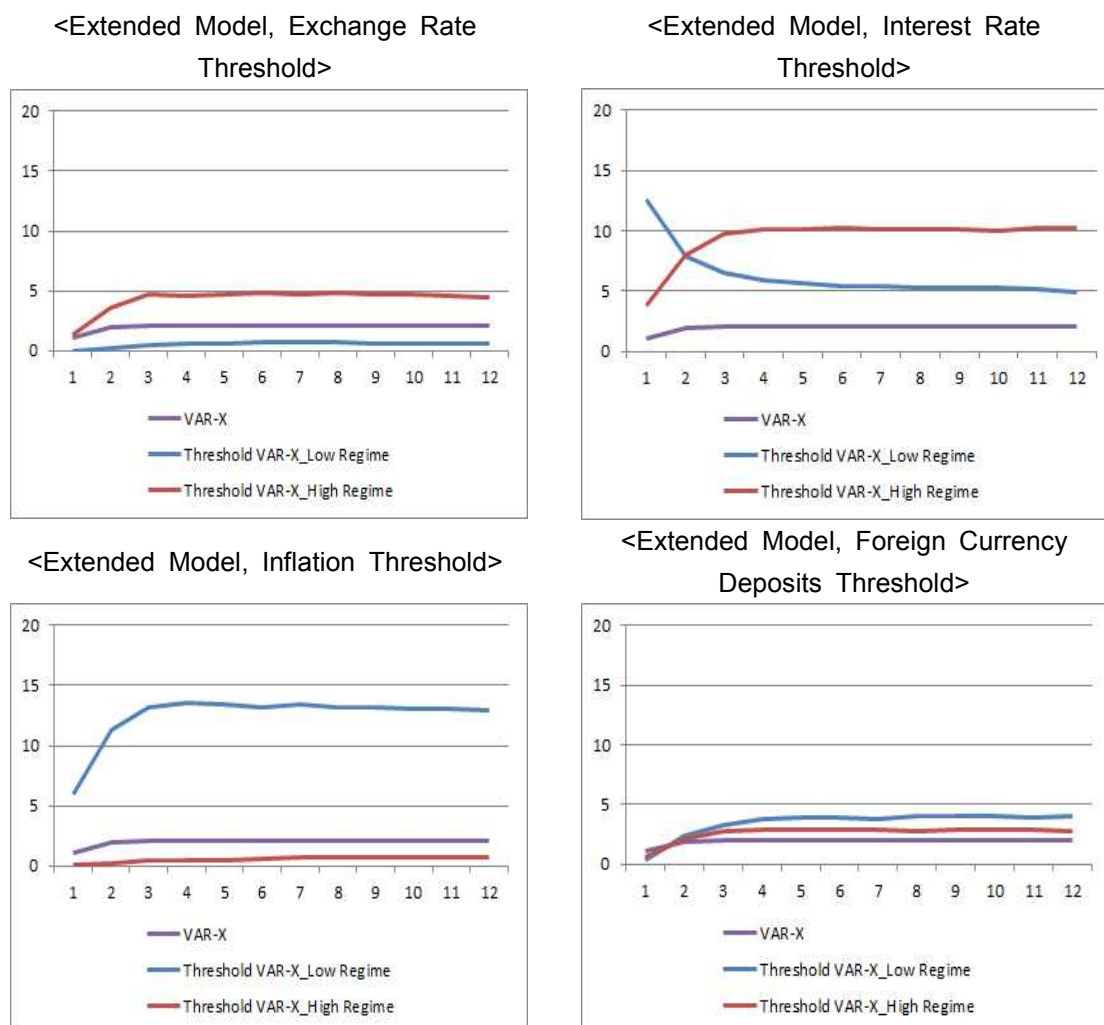 <Extended Model, Exchange Rate
Threshold>
20
15
10
5
0
1 2 3 4 5 6 7 8 9 10 11 12
VAR-X
Threshold VAR-X_Low Regime
Threshold VAR-X_High Regime
<Extended Model, Interest Rate
Threshold>
20
15
10
5
0
1 2 3 4 5 6 7 8 9 10 11 12
VAR-X
Threshold VAR-X_Low Regime
Threshold VAR-X_High Regime
<Extended Model, Inflation Threshold>
20
15
10
5
0
1 2 3 4 5 6 7 8 9 10 11 12
VAR-X
Threshold VAR-X_Low Regime
Threshold VAR-X_High Regime
<Extended Model, Foreign Currency
Deposits Threshold>
20
15
10
5
0
1 2 3 4 5 6 7 8 9 10 11 12
VAR-X
Threshold VAR-X_Low Regime
Threshold VAR-X_High Regime